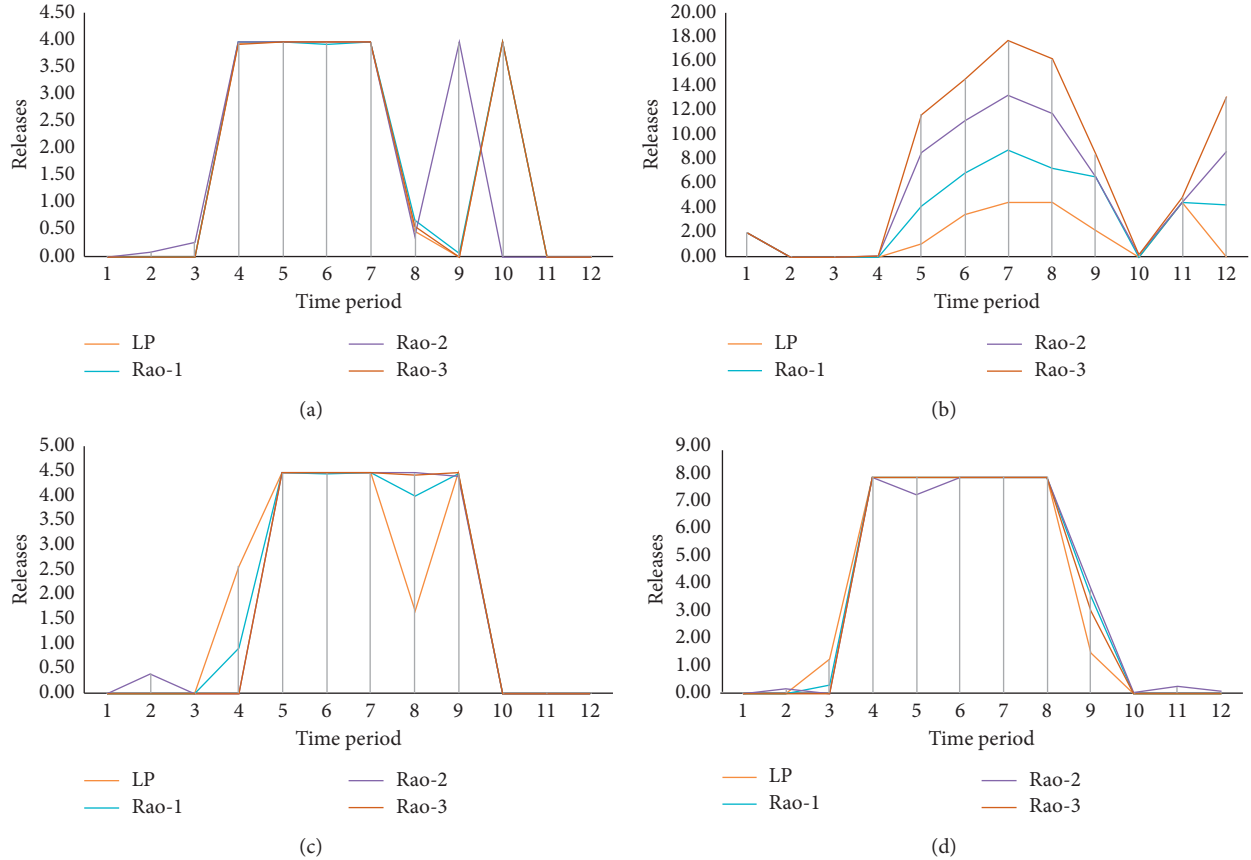 4.50
4.00
3.50
3.00
2.50
2.00
1.50
1.00
0.50
0.00
Releases
1 2 3 4 5 6 7 8 9 10 11 12
Time period
LP
Rao-1
Rao-2
Rao-3
(a)
20.00
18.00
16.00
14.00
12.00
10.00
8.00
6.00
4.00
2.00
0.00
Releases
1 2 3 4 5 6 7 8 9 10 11 12
Time period
LP
Rao-1
Rao-2
Rao-3
(b)
5.00
4.50
4.00
3.50
3.00
2.50
2.00
1.50
1.00
0.50
0.00
Releases
1 2 3 4 5 6 7 8 9 10 11 12
Time period
LP
Rao-1
Rao-2
Rao-3
(c)
9.00
8.00
7.00
6.00
5.00
4.00
3.00
2.00
1.00
0.00
Releases
1 2 3 4 5 6 7 8 9 10 11 12
Time period
LP
Rao-1
Rao-2
Rao-3
(d)